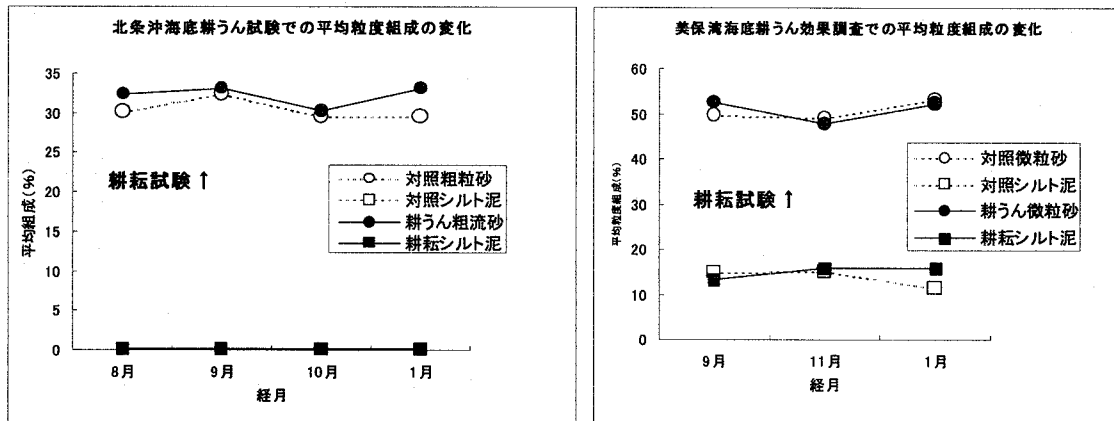 北条沖海底耕うん試験での平均粒度組成の変化
35
30
25
20
15
10
5
0
平均組成(%)
耕耘試験↑
対照粗粒砂
対照シルト泥
耕うん粗流砂
耕耘シルト泥
8月 9月 10月 1月
経月
美保湾海底耕うん効果調査での平均粒度組成の変化
60
50
40
30
20
10
0
平均粒度組成(%)
耕耘試験↑
対照微粒砂
対照シルト泥
耕うん微粒砂
耕耘シルト泥
9月 11月 1月
経月